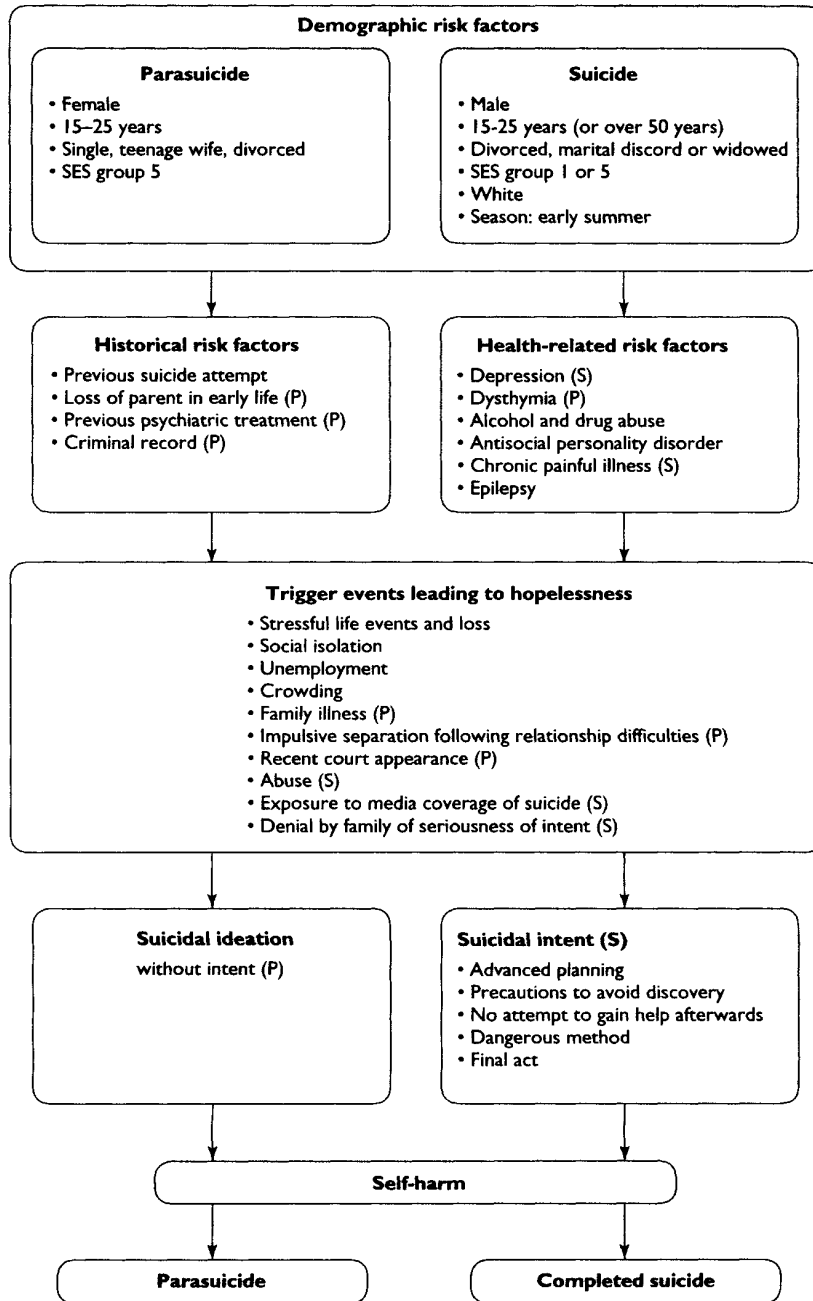 Demographic risk factors
Parasuicide
• Female
• 15–25 years
• Single, teenage wife, divorced
• SES group 5
Suicide
• Male
• 15-25 years (or over 50 years)
• Divorced, marital discord or widowed
• SES group 1 or 5
• White
• Season: early summer
Historical risk factors
• Previous suicide attempt
• Loss of parent in early life (P)
• Previous psychiatric treatment (P)
• Criminal record (P)
Health-related risk factors
• Depression (S)
• Dysthymia (P)
• Alcohol and drug abuse
• Antisocial personality disorder
• Chronic painful illness (S)
• Epilepsy
Trigger events leading to hopelessness
• Stressful life events and loss
• Social isolation
• Unemployment
• Crowding
• Family illness (P)
• Impulsive separation following relationship difficulties (P)
• Recent court appearance (P)
• Abuse (S)
• Exposure to media coverage of suicide (S)
• Denial by family of seriousness of intent (S)
Suicidal ideation
without intent (P)
Suicidal intent (S)
• Advanced planning
• Precautions to avoid discovery
• No attempt to gain help afterwards
• Dangerous method
• Final act
Self-harm
Parasuicide
Completed suicide